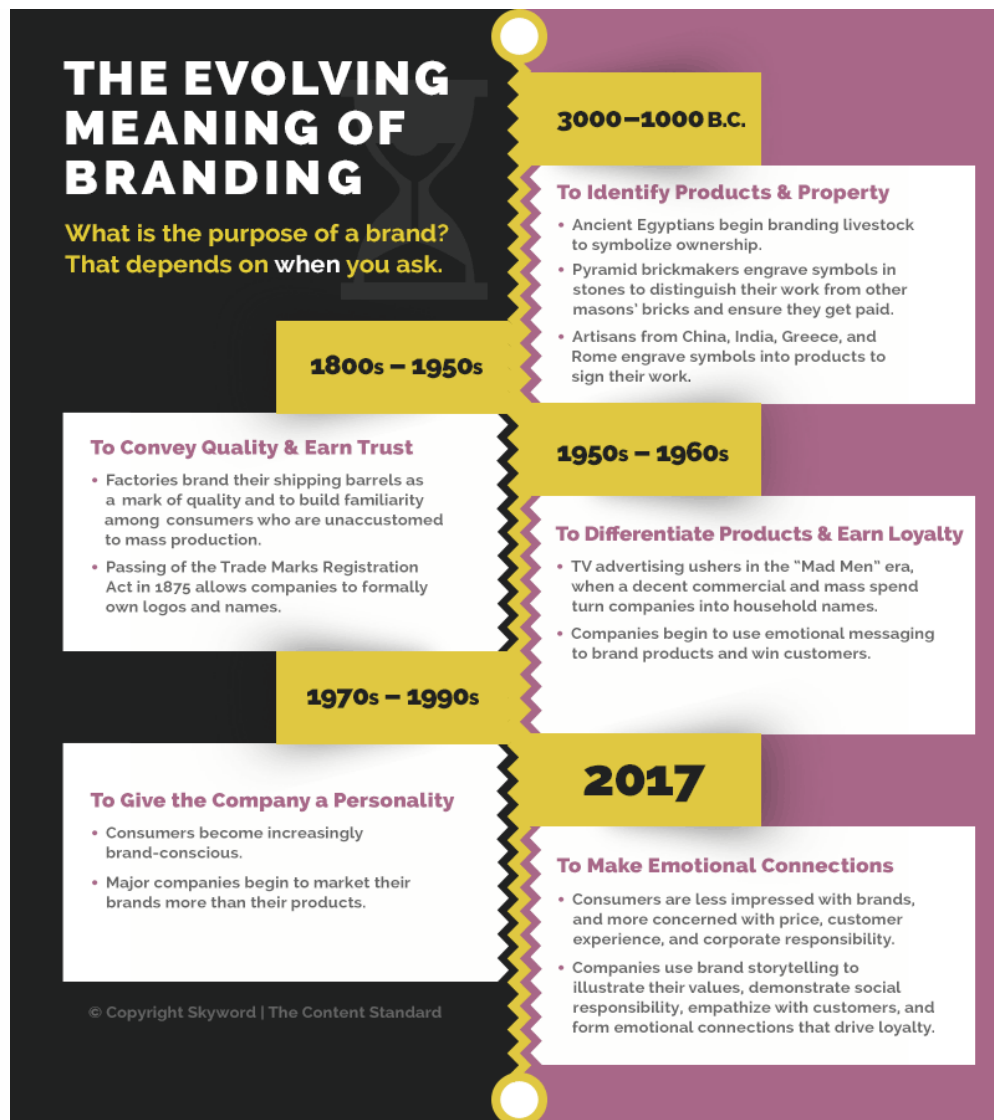 THE EVOLVING
MEANING OF
BRANDING
What is the purpose of a brand?
That depends on when you ask.
3000–1000 B.C.
To Identify Products & Property
• Ancient Egyptians begin branding livestock
to symbolize ownership.
• Pyramid brickmakers engrave symbols in
stones to distinguish their work from other
masons' bricks and ensure they get paid.
• Artisans from China, India, Greece, and
Rome engrave symbols into products to
sign their work.
1800s – 1950s
To Convey Quality & Earn Trust
• Factories brand their shipping barrels as
a mark of quality and to build familiarity
among consumers who are unaccustomed
to mass production.
• Passing of the Trade Marks Registration
Act in 1875 allows companies to formally
own logos and names.
1950s – 1960s
To Differentiate Products & Earn Loyalty
• TV advertising ushers in the “Mad Men” era,
when a decent commercial and mass spend
turn companies into household names.
• Companies begin to use emotional messaging
to brand products and win customers.
1970s – 1990s
To Give the Company a Personality
• Consumers become increasingly
brand-conscious.
• Major companies begin to market their
brands more than their products.
2017
To Make Emotional Connections
• Consumers are less impressed with brands,
and more concerned with price, customer
experience, and corporate responsibility.
• Companies use brand storytelling to
illustrate their values, demonstrate social
responsibility, empathize with customers, and
form emotional connections that drive loyalty.
© Copyright Skyword | The Content Standard